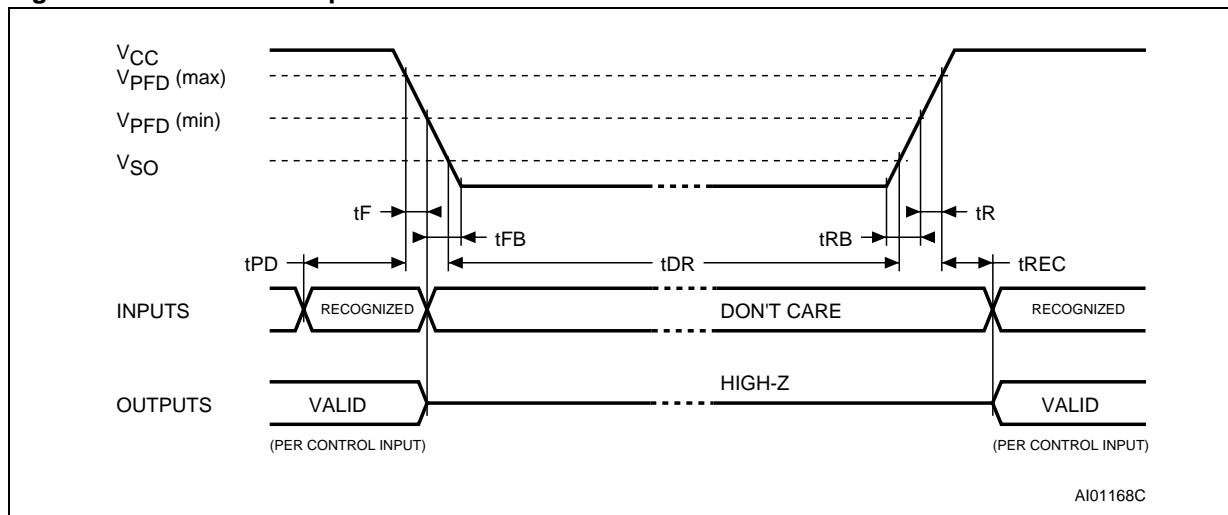 VCC
VPFD (max)
VPFD (min)
VSO
tF
tR
tFB
tRB
tPD
tDR
tREC
INPUTS
RECOGNIZED
DON'T CARE
RECOGNIZED
HIGH-Z
OUTPUTS
VALID
VALID
(PER CONTROL INPUT)
(PER CONTROL INPUT)
AI01168C